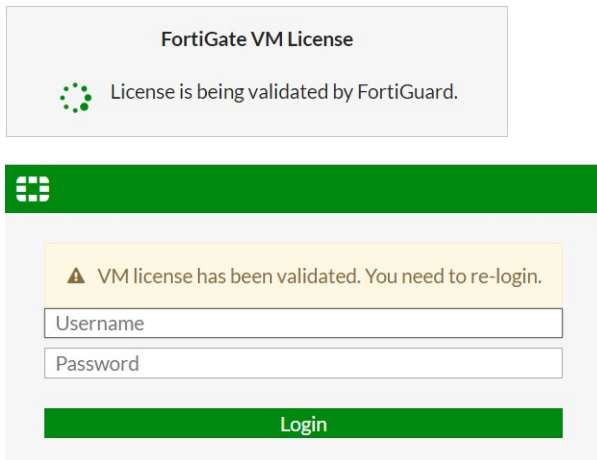 FortiGate VM License
License is being validated by FortiGuard.
VM license has been validated. You need to re-login.
Username
Password
Login